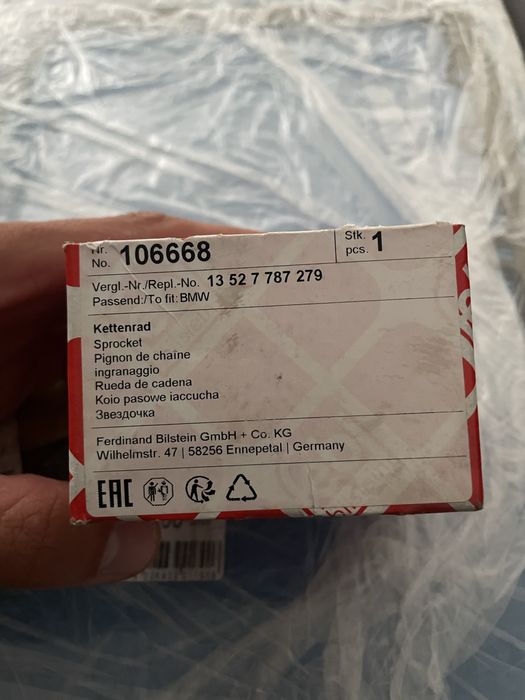 Nr.
No. 106668
Stk.
pcs. 1
Vergl.-Nr./Repl.-No. 13 52 7 787 279
Passend:/To fit: BMW
Kettenrad
Sprocket
Pignon de chaîne
ingranaggio
Rueda de cadena
Koio pasowe iaccucha
Звездочка
Ferdinand Bilstein GmbH + Co. KG
Wilhelmstr. 47 | 58256 Ennepetal | Germany
EAC